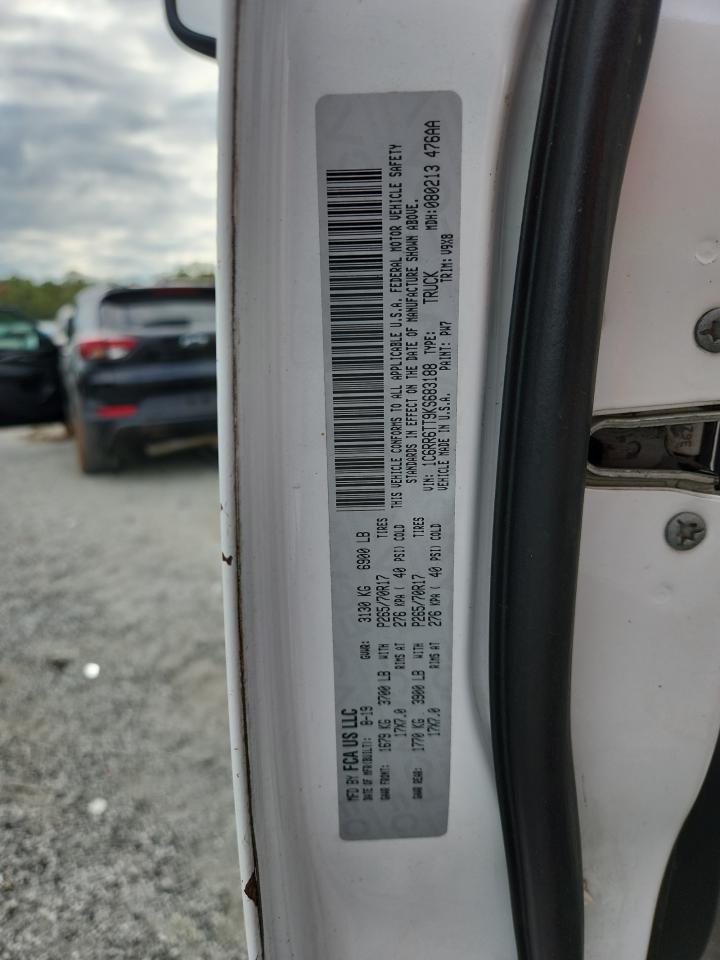 MFD BY FCA US LLC
DATE OF MFR(BUILT): 8-19 GVWR: 3130 KG 6900 LB
GAWR FRONT: 1679 KG 3700 LB WITH P265/70R17 TIRES
17X7.0 RIMS AT 276 KPA ( 40 PSI) COLD
GAWR REAR: 1770 KG 3900 LB WITH P265/70R17 TIRES
17X7.0 RIMS AT 276 KPA ( 40 PSI) COLD
THIS VEHICLE CONFORMS TO ALL APPLICABLE U.S.A. FEDERAL MOTOR VEHICLE SAFETY
STANDARDS IN EFFECT ON THE DATE OF MANUFACTURE SHOWN ABOVE.
VIN: 1C6RR6TT9KS683188 TYPE: TRUCK MDH: 080213 476AA
VEHICLE MADE IN U.S.A. PAINT: PW7 TRIM: V9X8